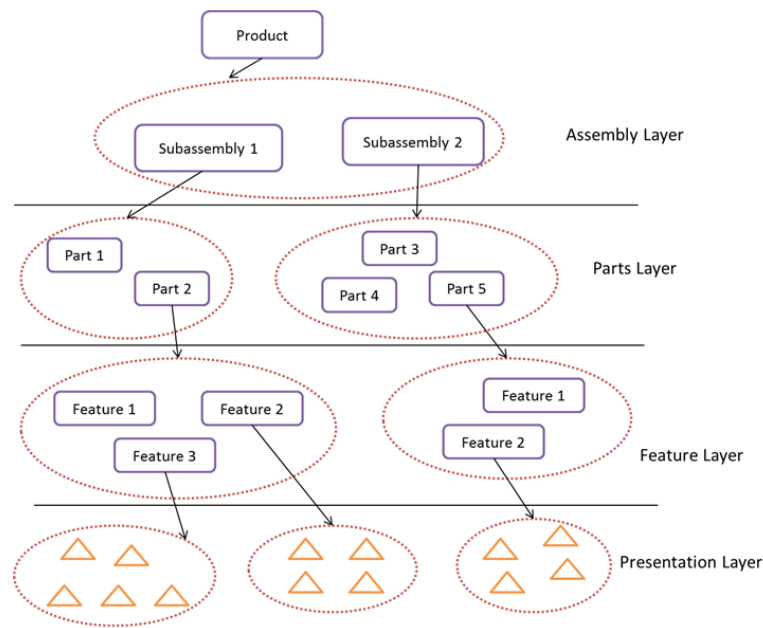 Product
Subassembly 1
Subassembly 2
Assembly Layer
Part 1
Part 2
Part 3
Part 4
Part 5
Parts Layer
Feature 1
Feature 2
Feature 3
Feature 1
Feature 2
Feature Layer
Presentation Layer